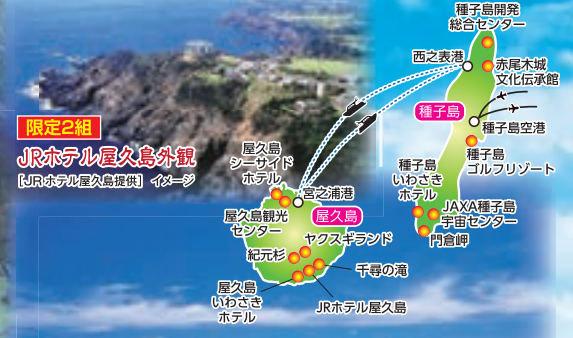 限定2組
JRホテル屋久島外観
［JRホテル屋久島提供］ イメージ
種子島開発
総合センター
西之表港
赤尾木城
文化伝承館
種子島
種子島空港
種子島
ゴルフリゾート
種子島
いわさき
ホテル
JAXA種子島
宇宙センター
門倉岬
屋久島
シーサイド
ホテル
宮之浦港
屋久島
屋久島観光
センター
ヤクスギランド
紀元杉
千尋の滝
屋久島
いわさき
ホテル
JRホテル屋久島